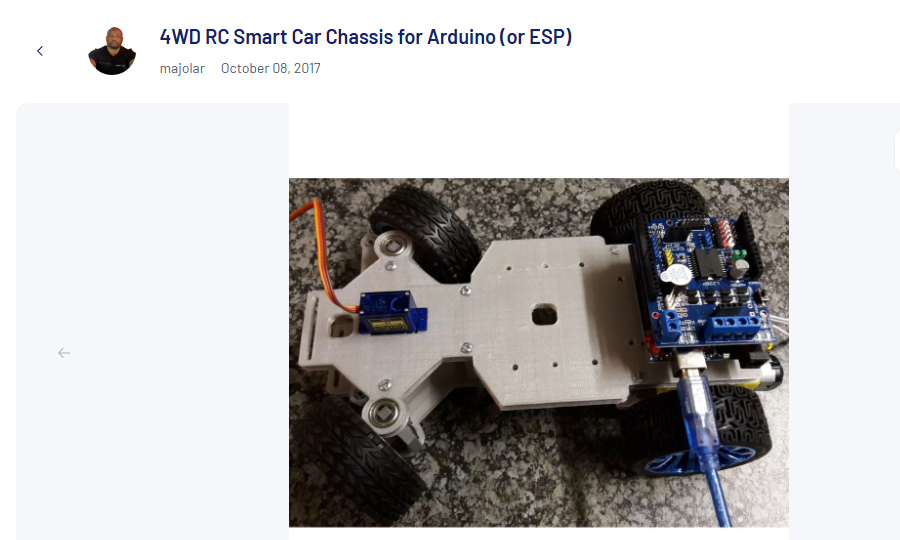 4WD RC Smart Car Chassis for Arduino (or ESP)
majolar October 08, 2017